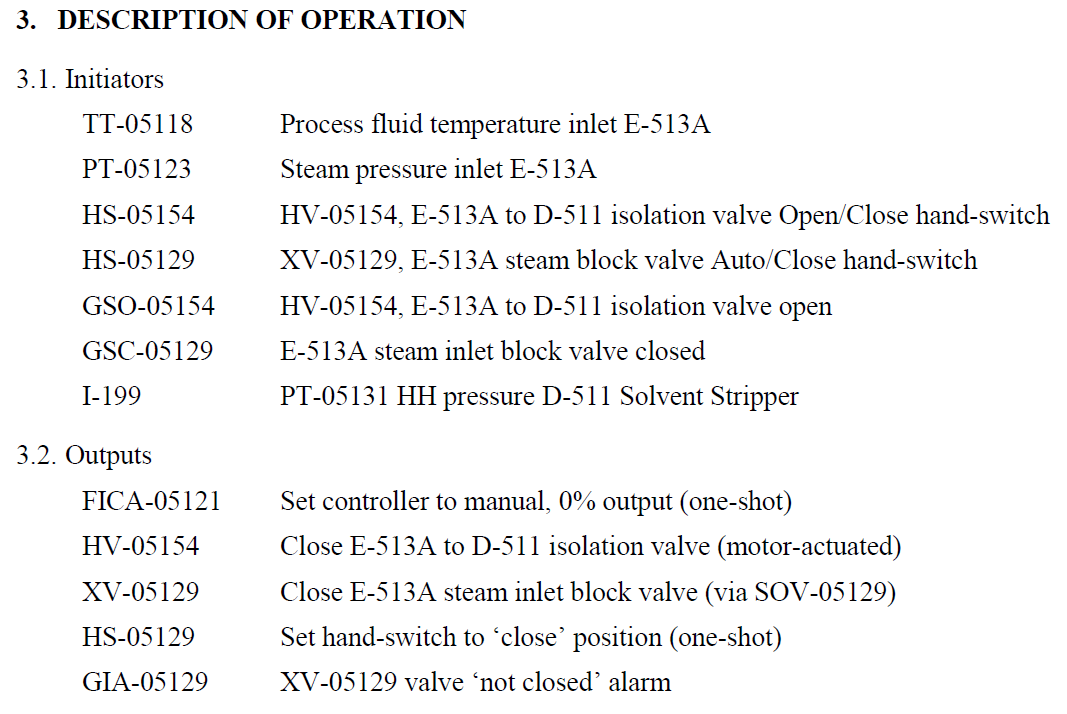 3. DESCRIPTION OF OPERATION
3.1. Initiators
TT-05118 Process fluid temperature inlet E-513A
PT-05123 Steam pressure inlet E-513A
HS-05154 HV-05154, E-513A to D-511 isolation valve Open/Close hand-switch
HS-05129 XV-05129, E-513A steam block valve Auto/Close hand-switch
GSO-05154 HV-05154, E-513A to D-511 isolation valve open
GSC-05129 E-513A steam inlet block valve closed
I-199 PT-05131 HH pressure D-511 Solvent Stripper
3.2. Outputs
FICA-05121 Set controller to manual, 0% output (one-shot)
HV-05154 Close E-513A to D-511 isolation valve (motor-actuated)
XV-05129 Close E-513A steam inlet block valve (via SOV-05129)
HS-05129 Set hand-switch to ‘close’ position (one-shot)
GIA-05129 XV-05129 valve ‘not closed’ alarm